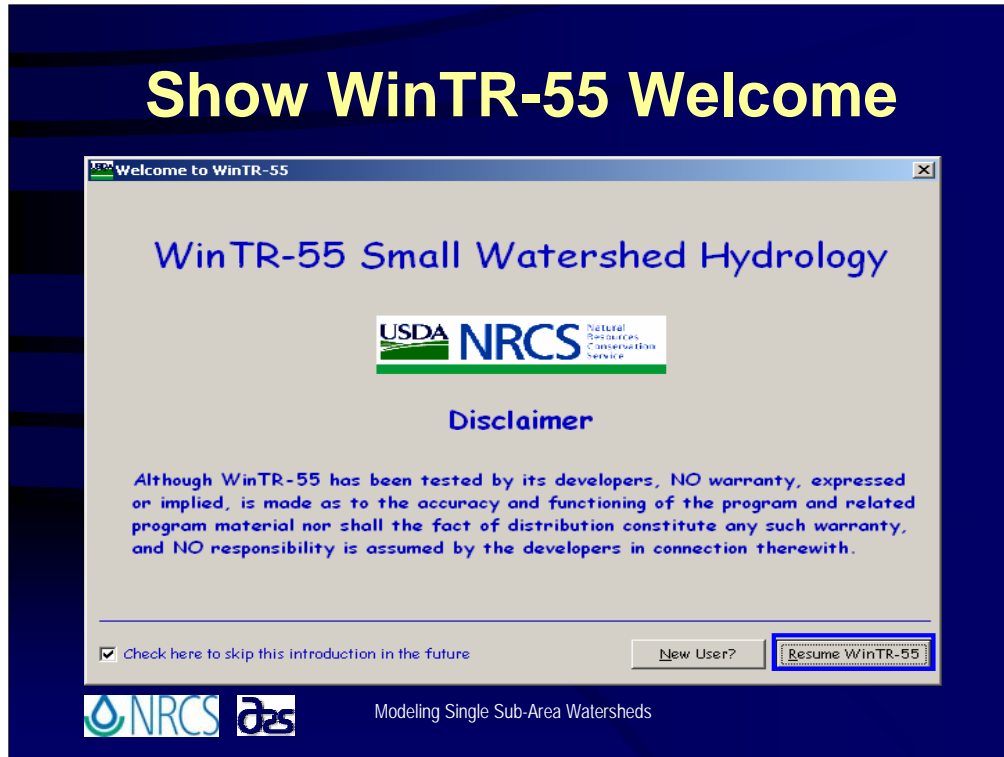 Show WinTR-55 Welcome
Welcome to WinTR-55
WinTR-55 Small Watershed Hydrology
USDA NRCS Natural
Resources
Conservation
Service
Disclaimer
Although WinTR-55 has been tested by its developers, NO warranty, expressed
or implied, is made as to the accuracy and functioning of the program and related
program material nor shall the fact of distribution constitute any such warranty,
and NO responsibility is assumed by the developers in connection therewith.
Check here to skip this introduction in the future
New User?
Resume WinTR-55
NRCS
Modeling Single Sub-Area Watersheds